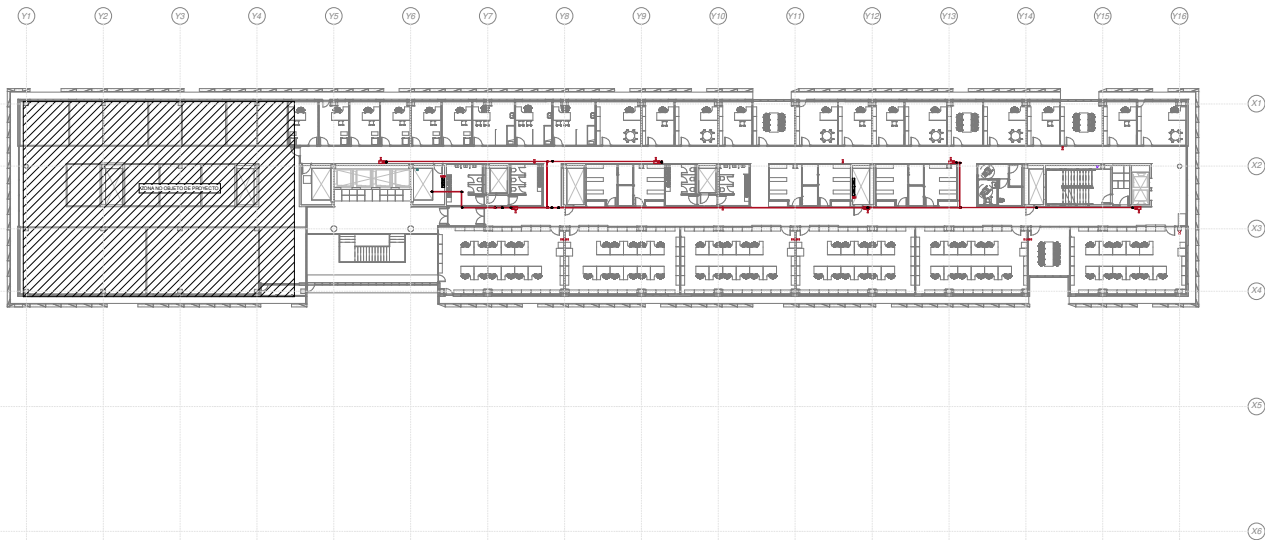 Y1 Y2 Y3 Y4 Y5 Y6 Y7 Y8 Y9 Y10 Y11 Y12 Y13 Y14 Y15 Y16
X1
X2
ZONA NO OBJETO DE PROYECTO
X3
X4
X5
X6